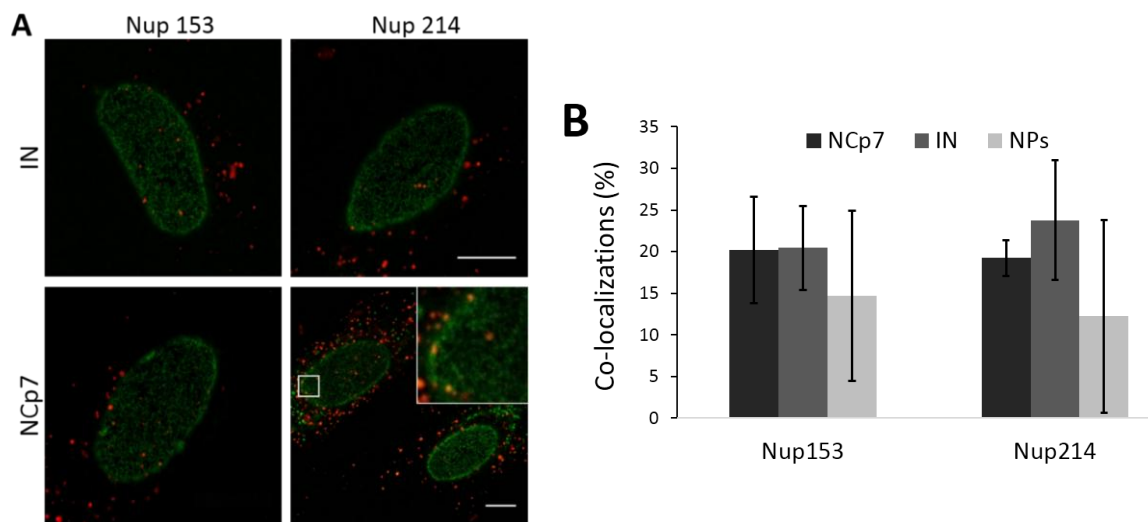 A
Nup 153
Nup 214
IN
NCp7
B
Co-localizations (%)
35
30
25
20
15
10
5
0
NCp7
IN
NPs
Nup153
Nup214